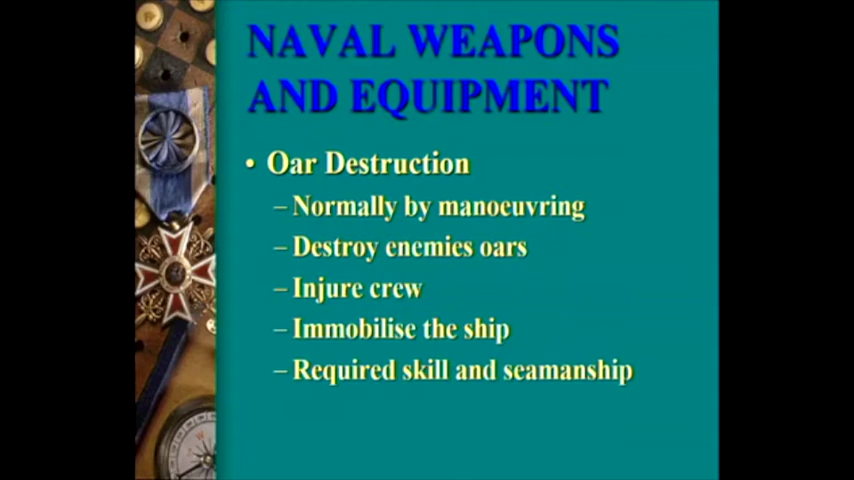 NAVAL WEAPONS
AND EQUIPMENT
• Oar Destruction
– Normally by manoeuvring
– Destroy enemies oars
– Injure crew
– Immobilise the ship
– Required skill and seamanship